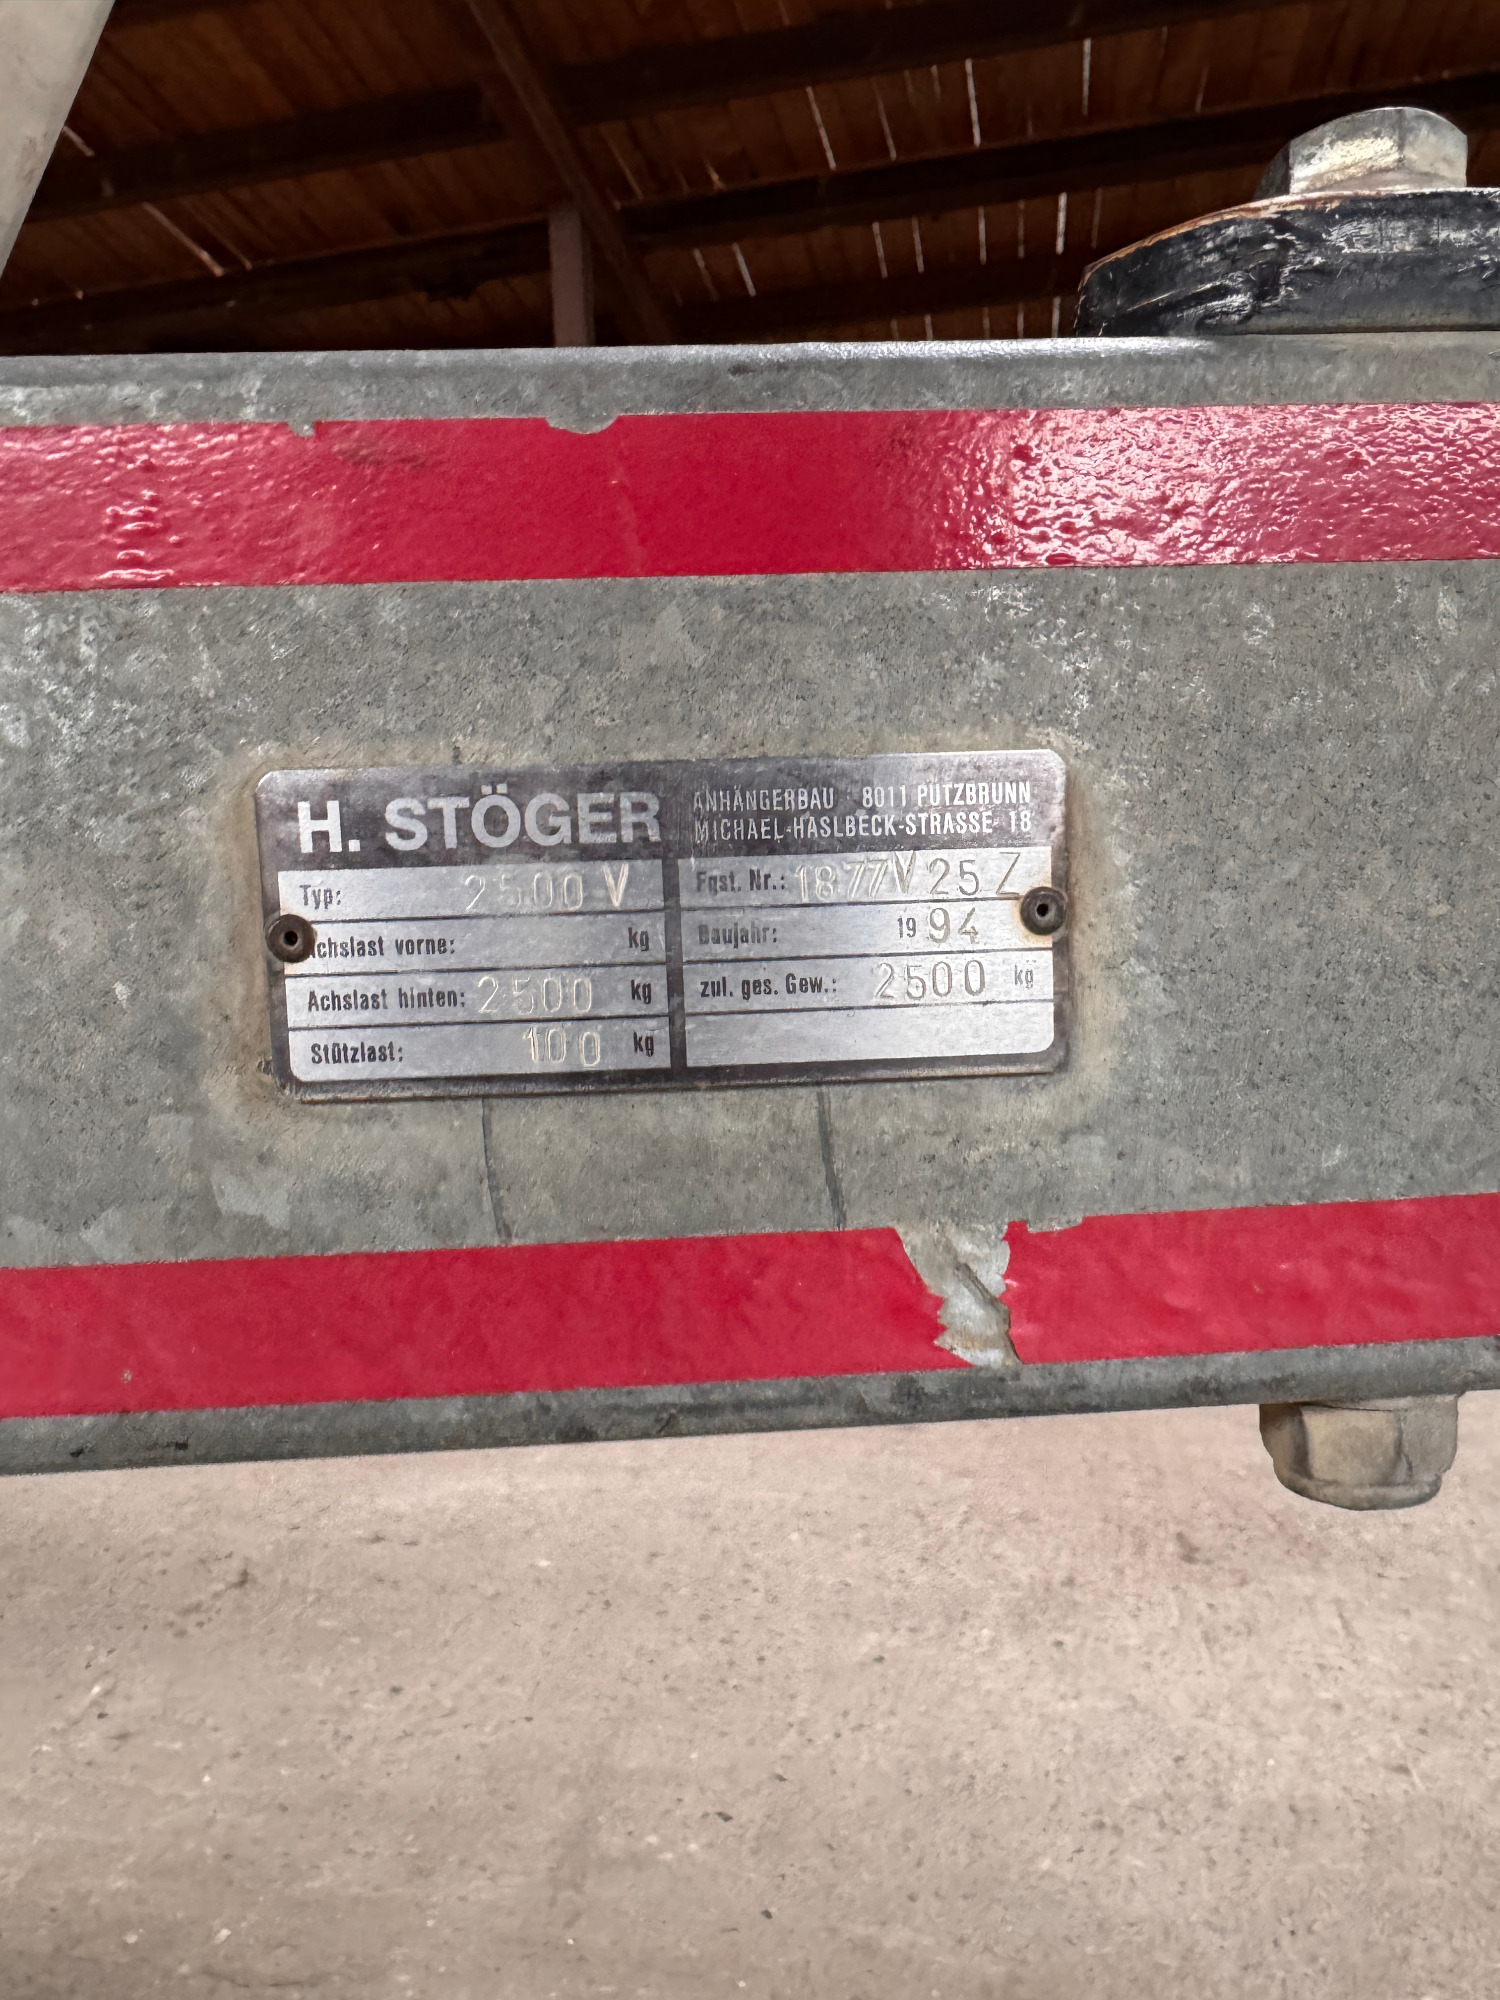 H. STÖGER
ANHÄNGERBAU · 8011 PUTZBRUNN
MICHAEL-HASLBECK-STRASSE 18
Typ: 2500 V
Achslast vorne: kg
Achslast hinten: 2500 kg
Stützlast: 100 kg
Fgst. Nr.: 1877V25Z
Baujahr: 1994
zul. ges. Gew.: 2500 kg